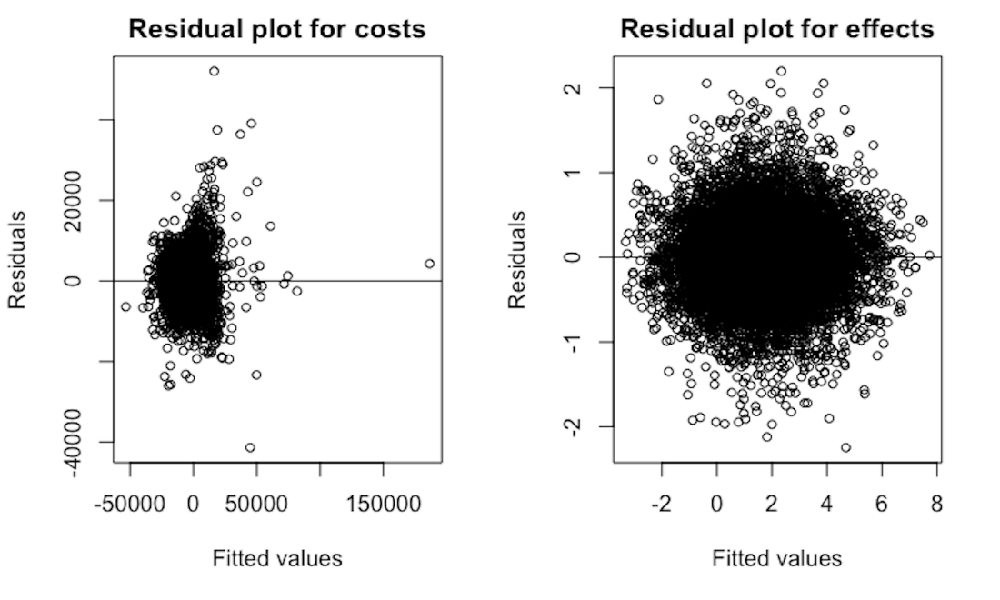 Residual plot for costs
Residuals
20000
0
-40000
-50000 0 50000 150000
Fitted values
Residual plot for effects
Residuals
2
1
0
-1
-2
-2 0 2 4 6 8
Fitted values